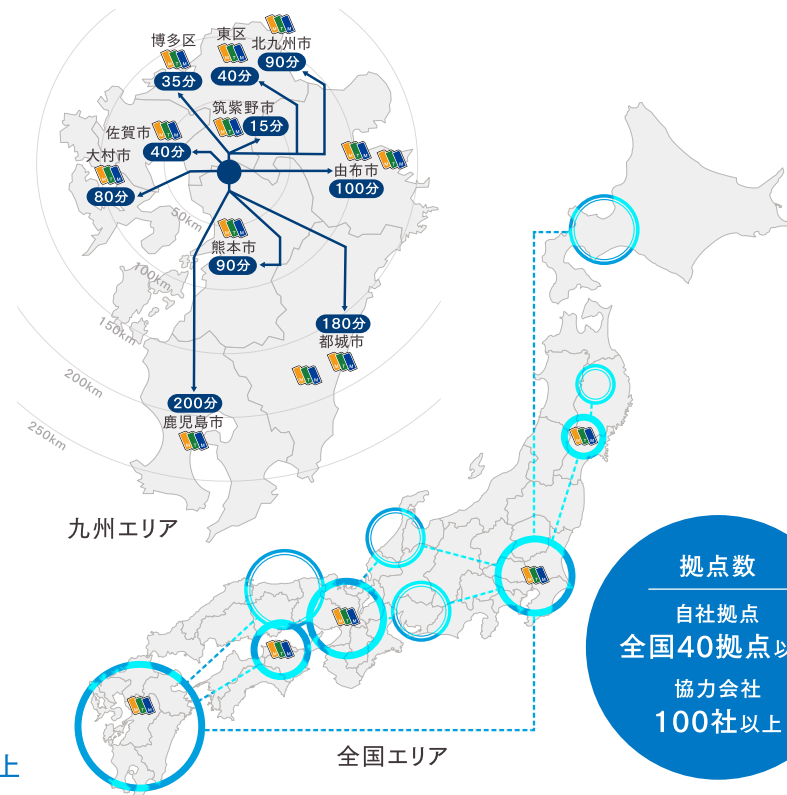 北九州市
90分
東区
40分
博多区
35分
筑紫野市
15分
佐賀市
40分
大村市
80分
由布市
100分
50km
熊本市
90分
100km
150km
180分
都城市
200km
200分
鹿児島市
250km
九州エリア
拠点数
自社拠点
全国40拠点以
協力会社
100社以上
全国エリア
上